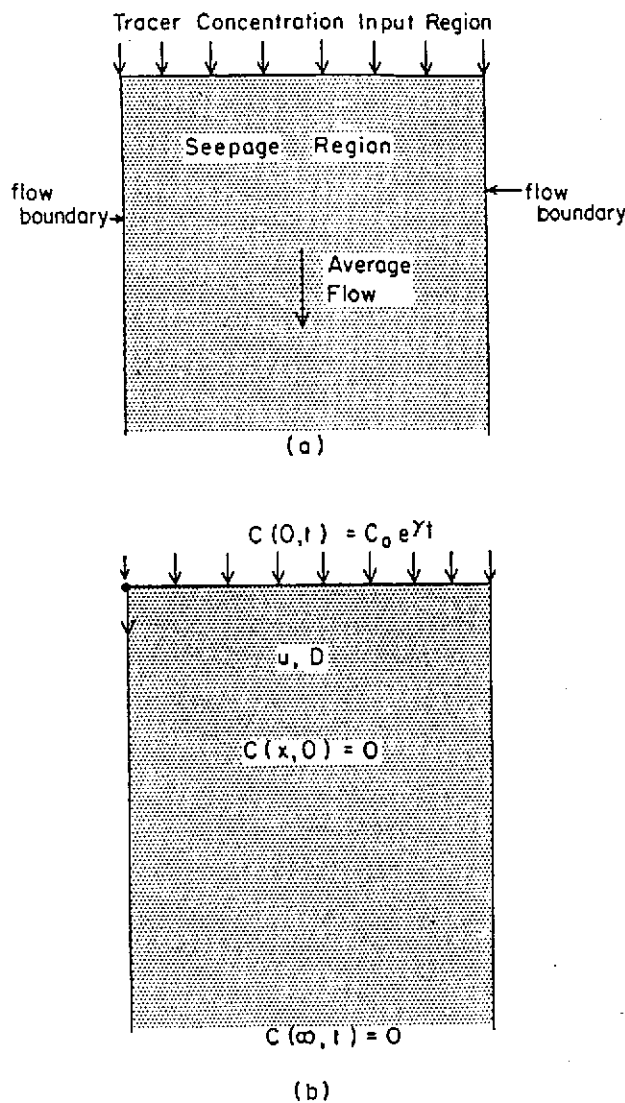 Tracer Concentration Input Region
Seepage Region
flow
boundary
flow
boundary
Average
Flow
(a)
C(0,t) = C₀ e^γt
u, D
C(x,0) = 0
C(∞,t) = 0
(b)